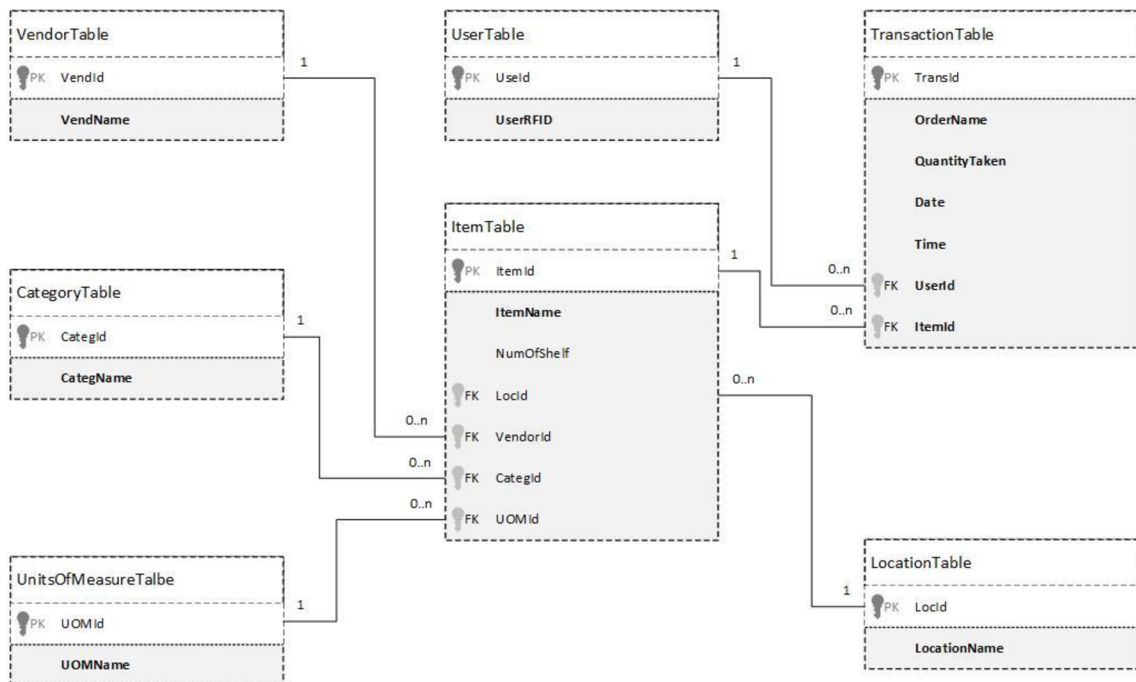 VendorTable
PK VendId
VendName
UserTable
PK UseId
UserRFID
TransactionTable
PK TransId
OrderName
QuantityTaken
Date
Time
FK UserId
FK ItemId
ItemTable
PK ItemId
ItemName
NumOfShelf
FK LocId
FK VendorId
FK CategId
FK UOMId
CategoryTable
PK CategId
CategName
UnitsOfMeasureTalbe
PK UOMId
UOMName
LocationTable
PK LocId
LocationName
1
1
1
0..n
0..n
1
0..n
0..n
0..n
0..n
1
1